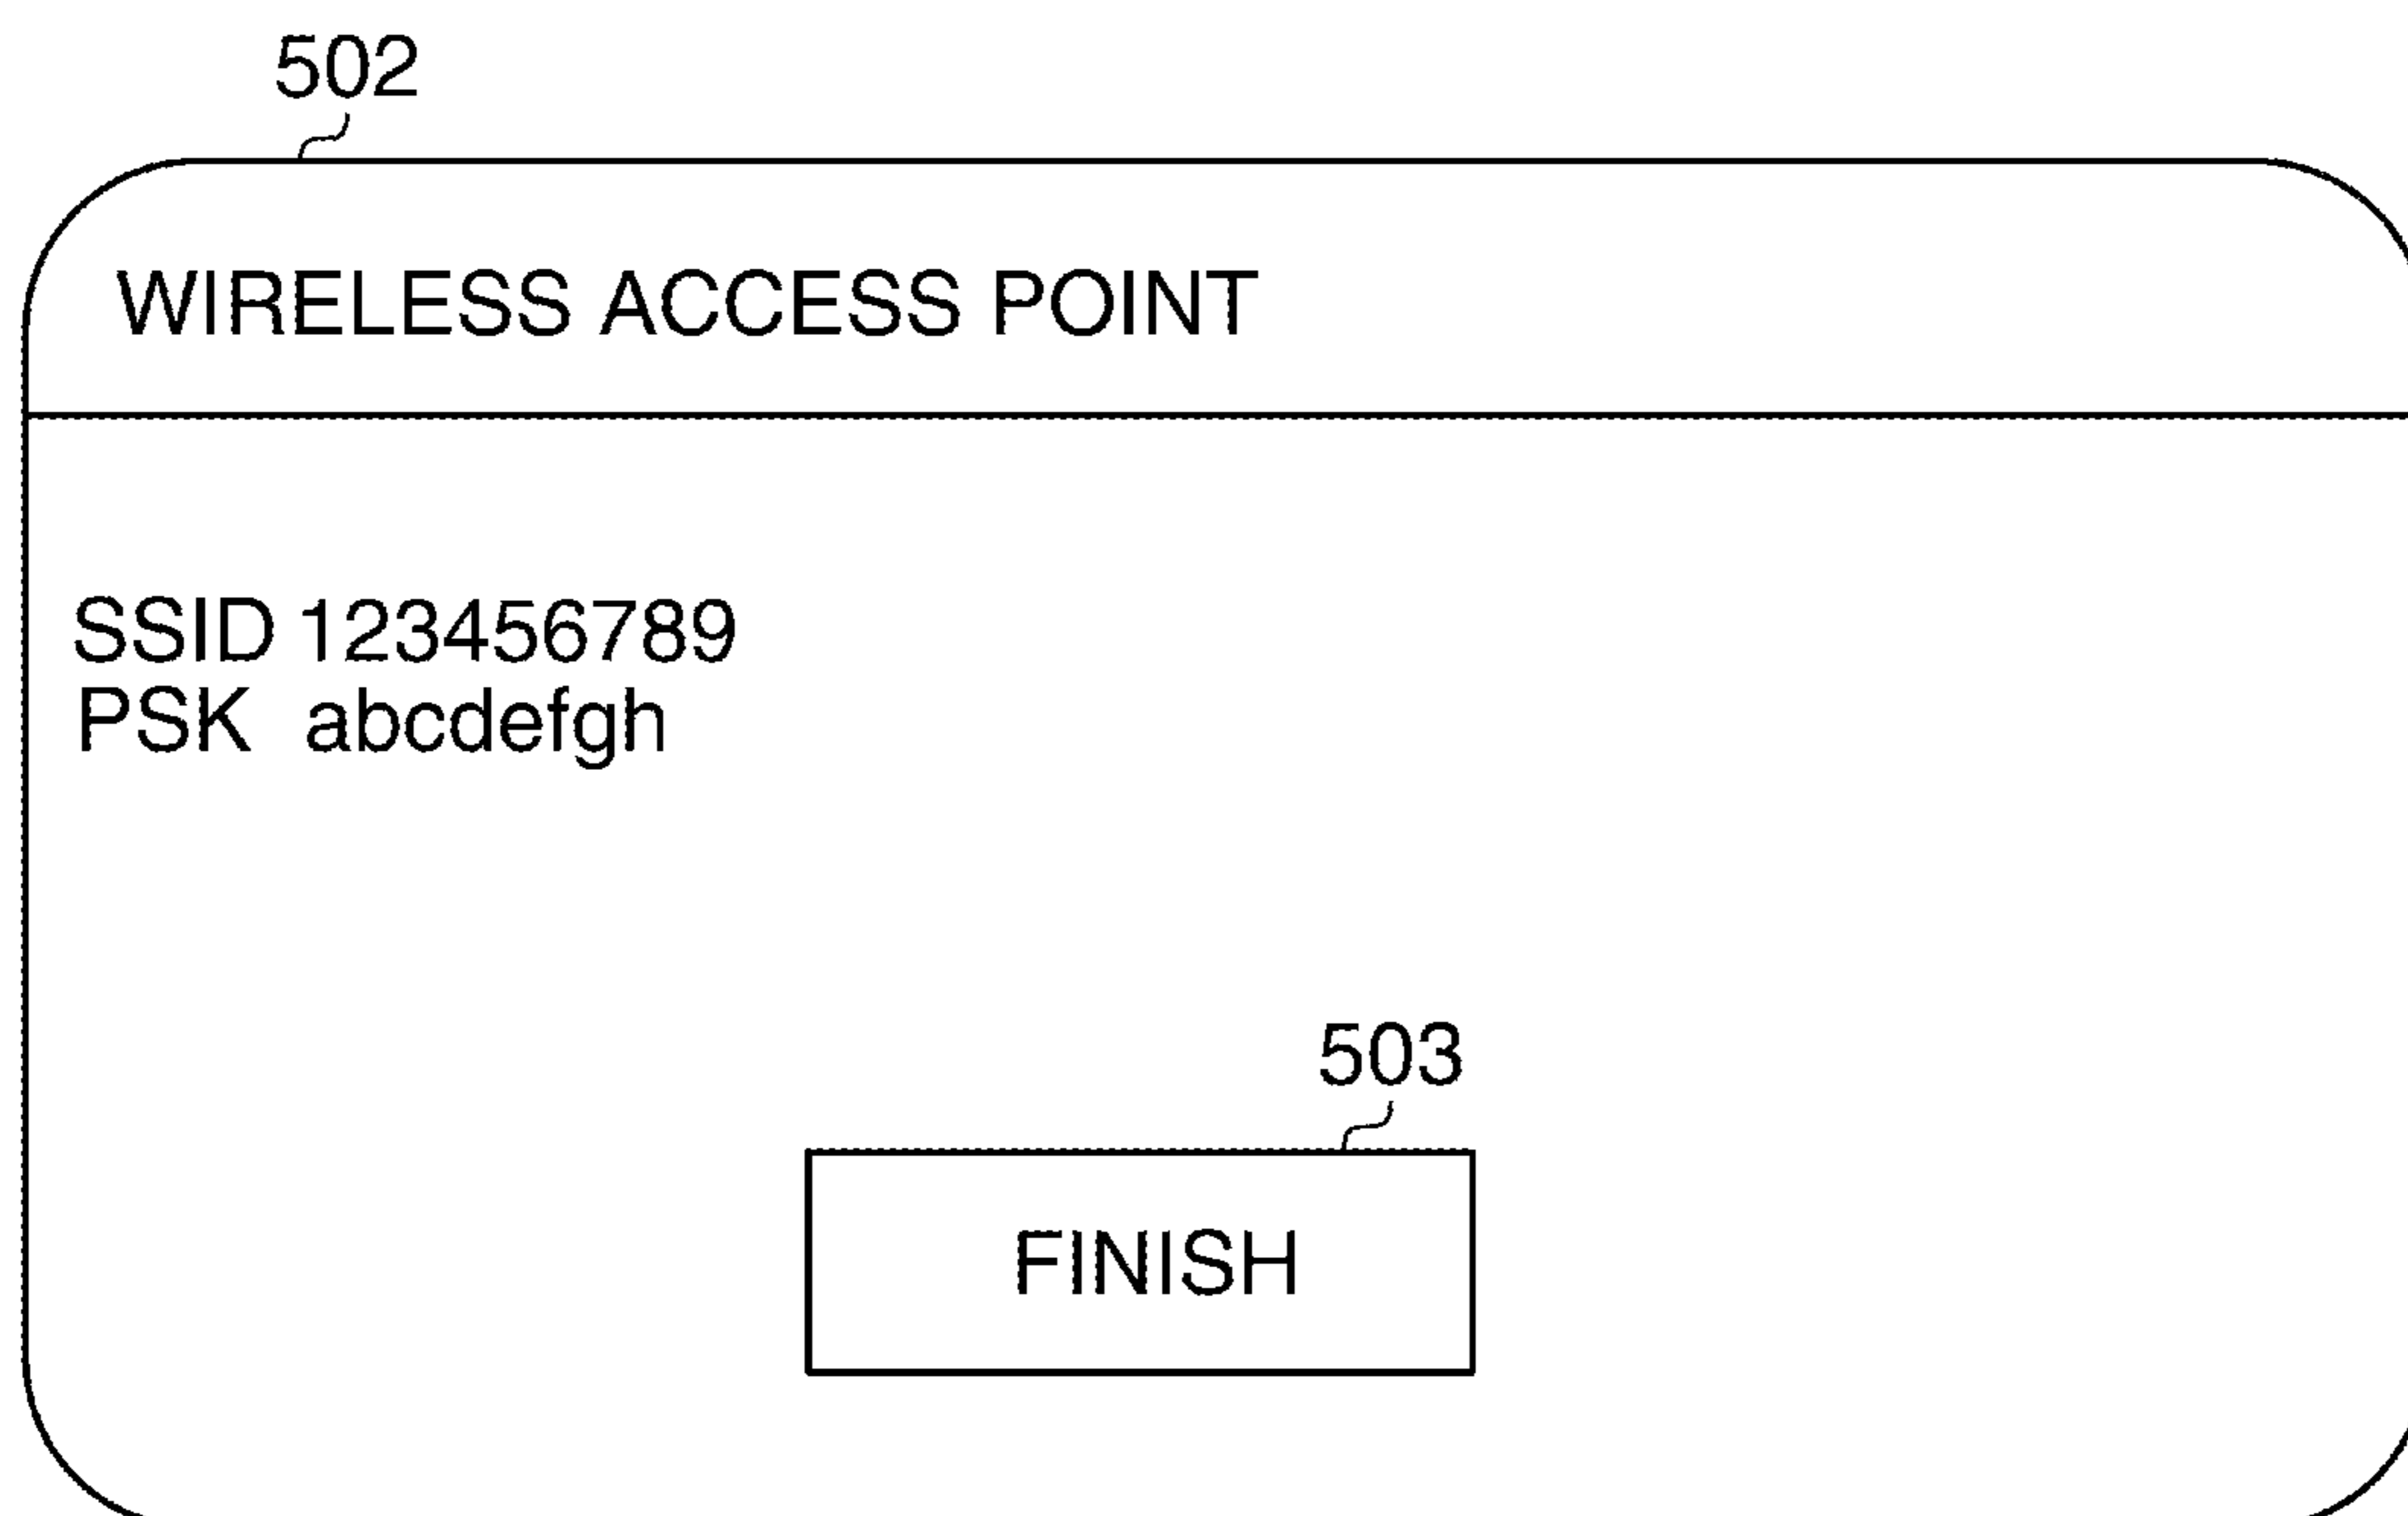 502
WIRELESS ACCESS POINT
SSID 123456789
PSK abcdefgh
503
FINISH